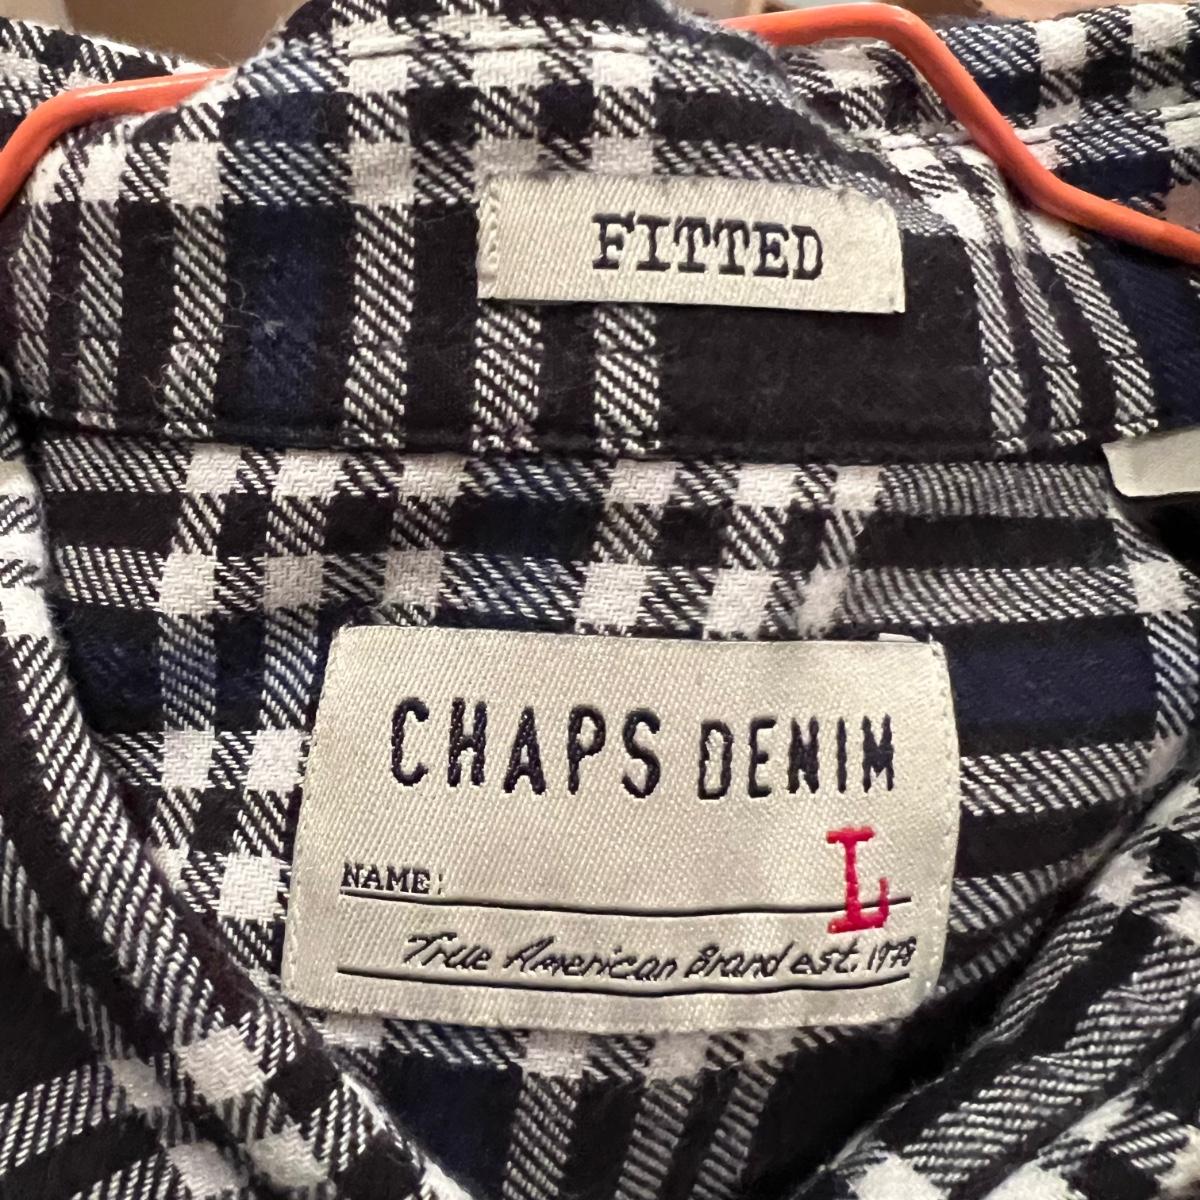 FITTED
CHAPS DENIM
L
NAME:
True American Brand est. 1978